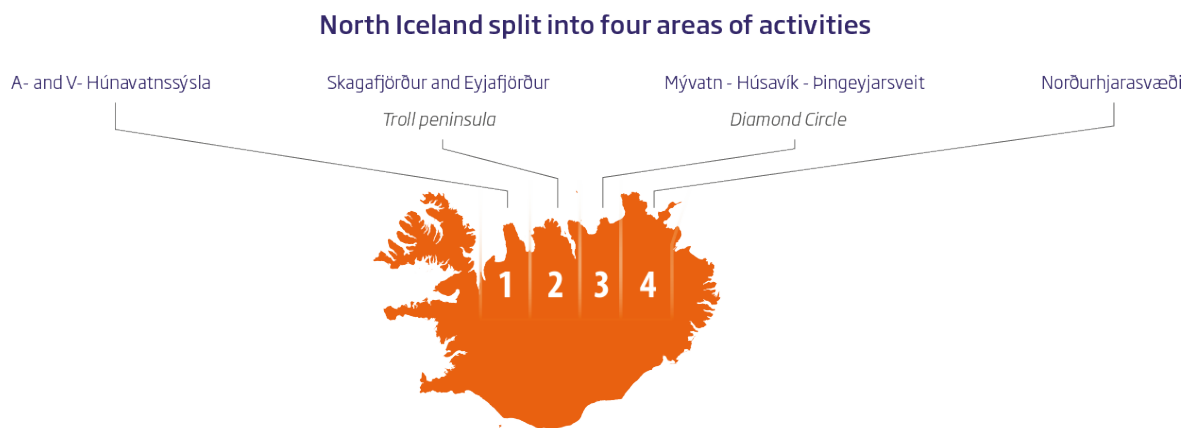 North Iceland split into four areas of activities
A- and V- Húnavatnssýsla
Skagafjörður and Eyjafjörður
Troll peninsula
Mývatn - Húsavík - Þingeyjarsveit
Diamond Circle
Norðurhjarasvæði
1
2
3
4